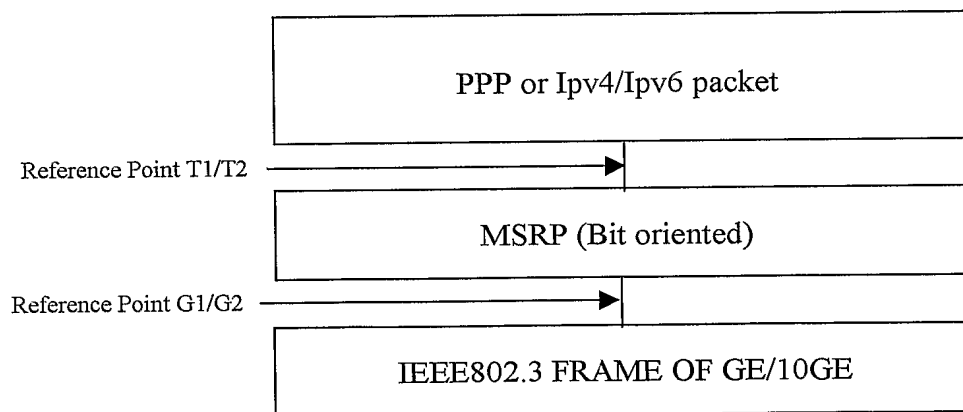 PPP or Ipv4/Ipv6 packet
Reference Point T1/T2
MSRP (Bit oriented)
Reference Point G1/G2
IEEE802.3 FRAME OF GE/10GE